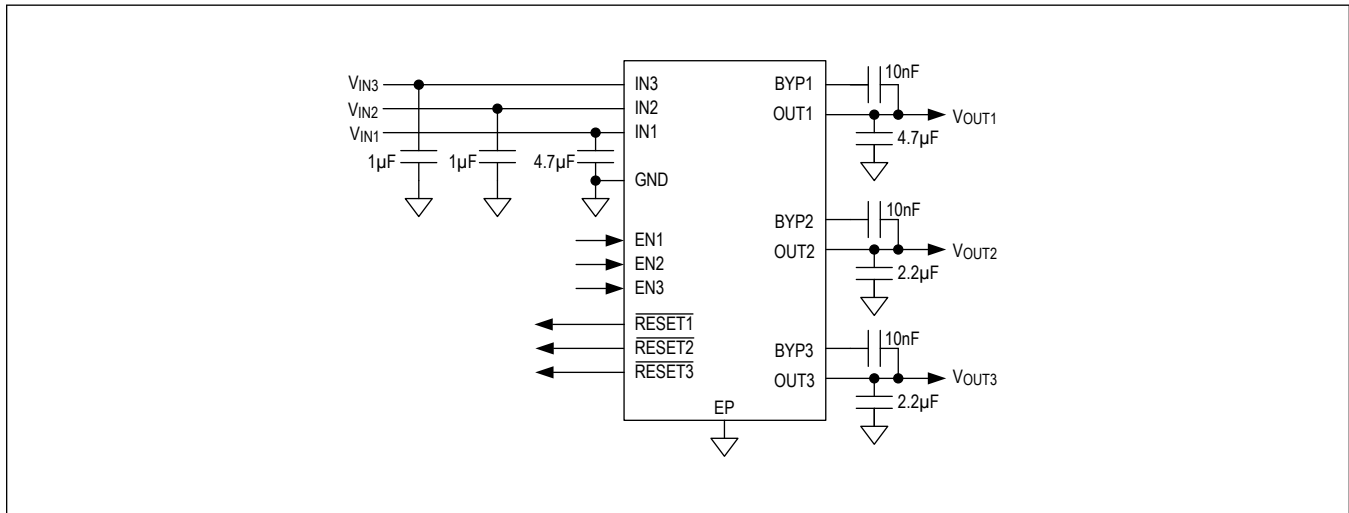 VIN3
VIN2
VIN1
1µF
1µF
4.7µF
IN3
IN2
IN1
GND
EN1
EN2
EN3
RESET1
RESET2
RESET3
EP
BYP1
OUT1
10nF
VOUT1
4.7µF
BYP2
OUT2
10nF
VOUT2
2.2µF
BYP3
OUT3
10nF
VOUT3
2.2µF